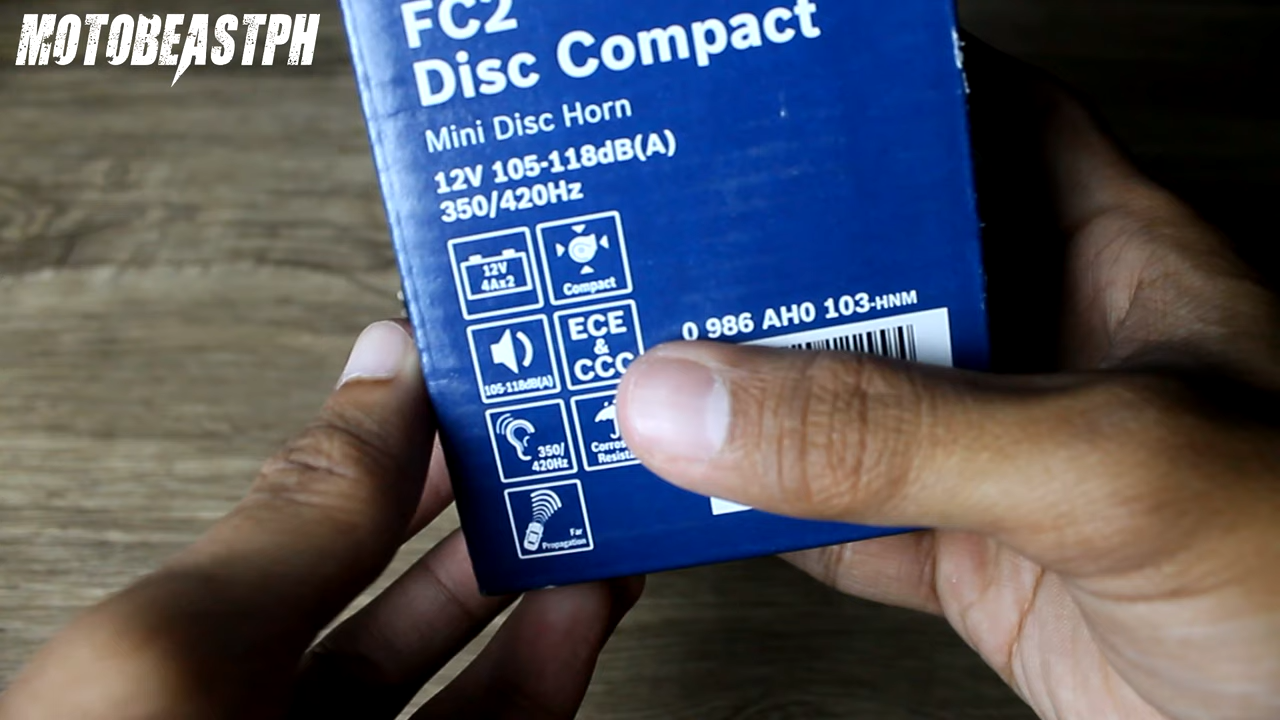 MOTOBEASTPH
FC2
Disc Compact
Mini Disc Horn
12V 105-118dB(A)
350/420Hz
12V
4Ax2
Compact
105-118dB(A)
ECE
&
CCC
350/
420Hz
Far
Propagation
0 986 AH0 103-HNM